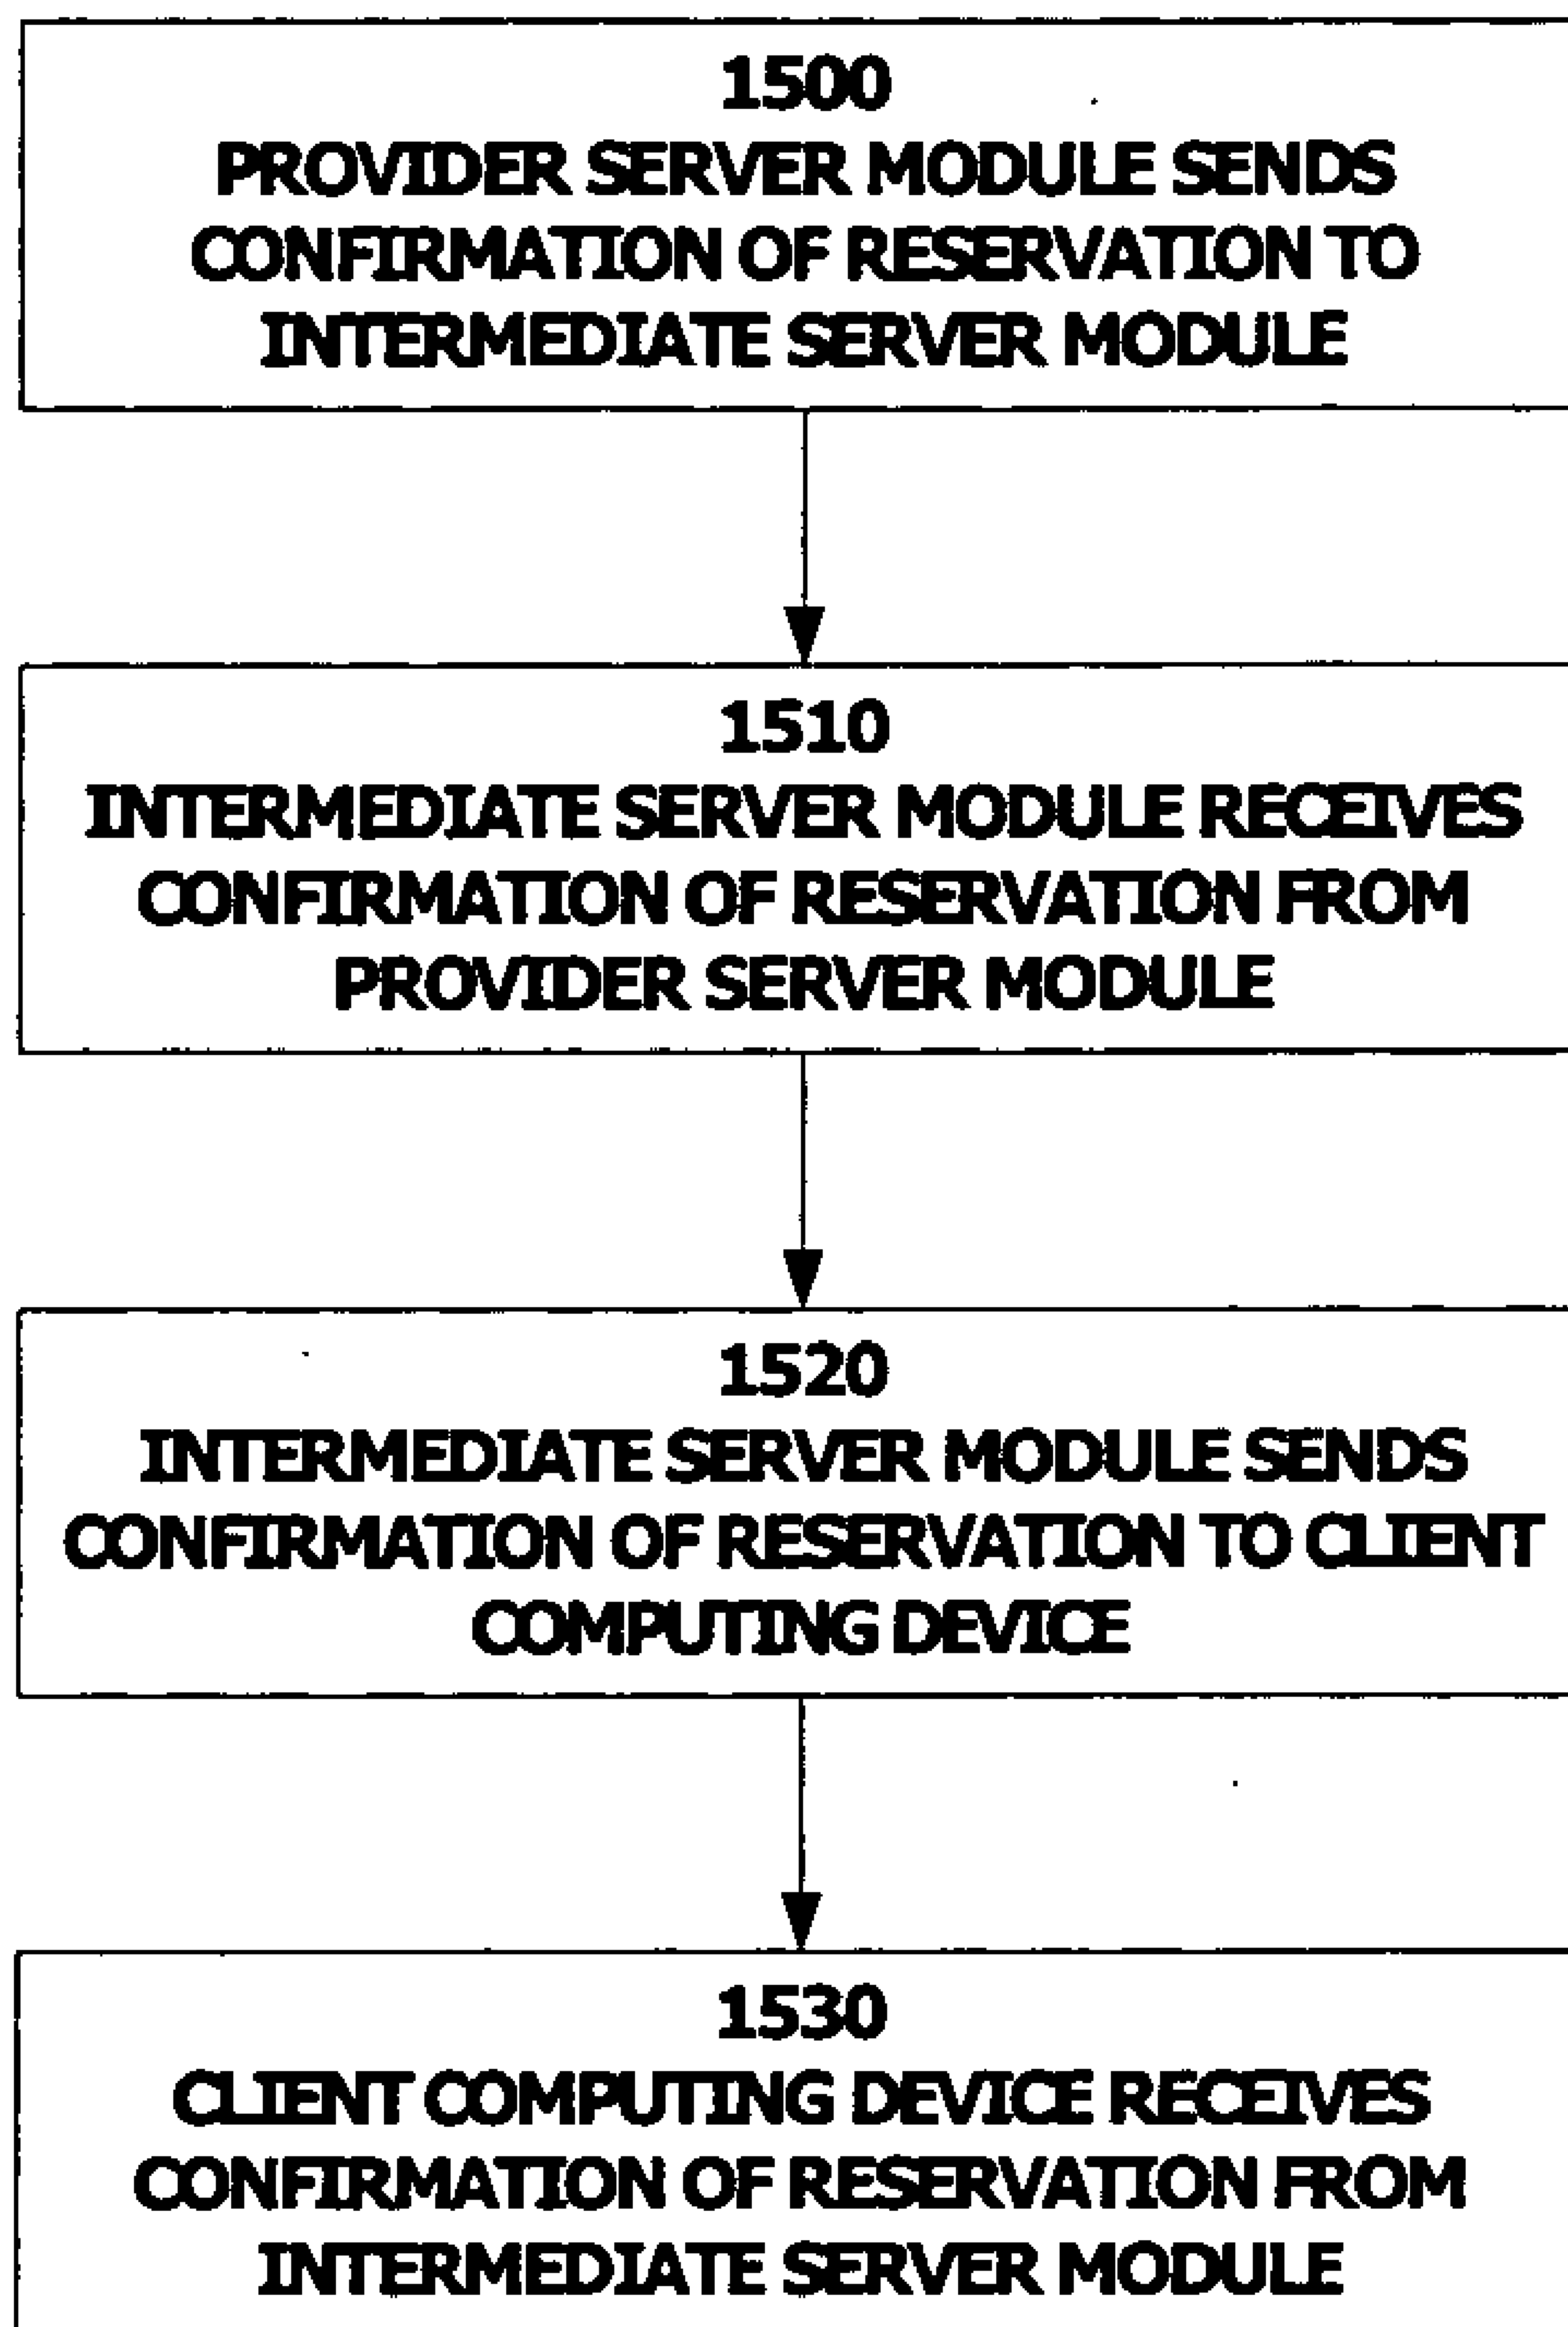 1500
PROVIDER SERVER MODULE SENDS
CONFIRMATION OF RESERVATION TO
INTERMEDIATE SERVER MODULE
1510
INTERMEDIATE SERVER MODULE RECEIVES
CONFIRMATION OF RESERVATION FROM
PROVIDER SERVER MODULE
1520
INTERMEDIATE SERVER MODULE SENDS
CONFIRMATION OF RESERVATION TO CLIENT
COMPUTING DEVICE
1530
CLIENT COMPUTING DEVICE RECEIVES
CONFIRMATION OF RESERVATION FROM
INTERMEDIATE SERVER MODULE